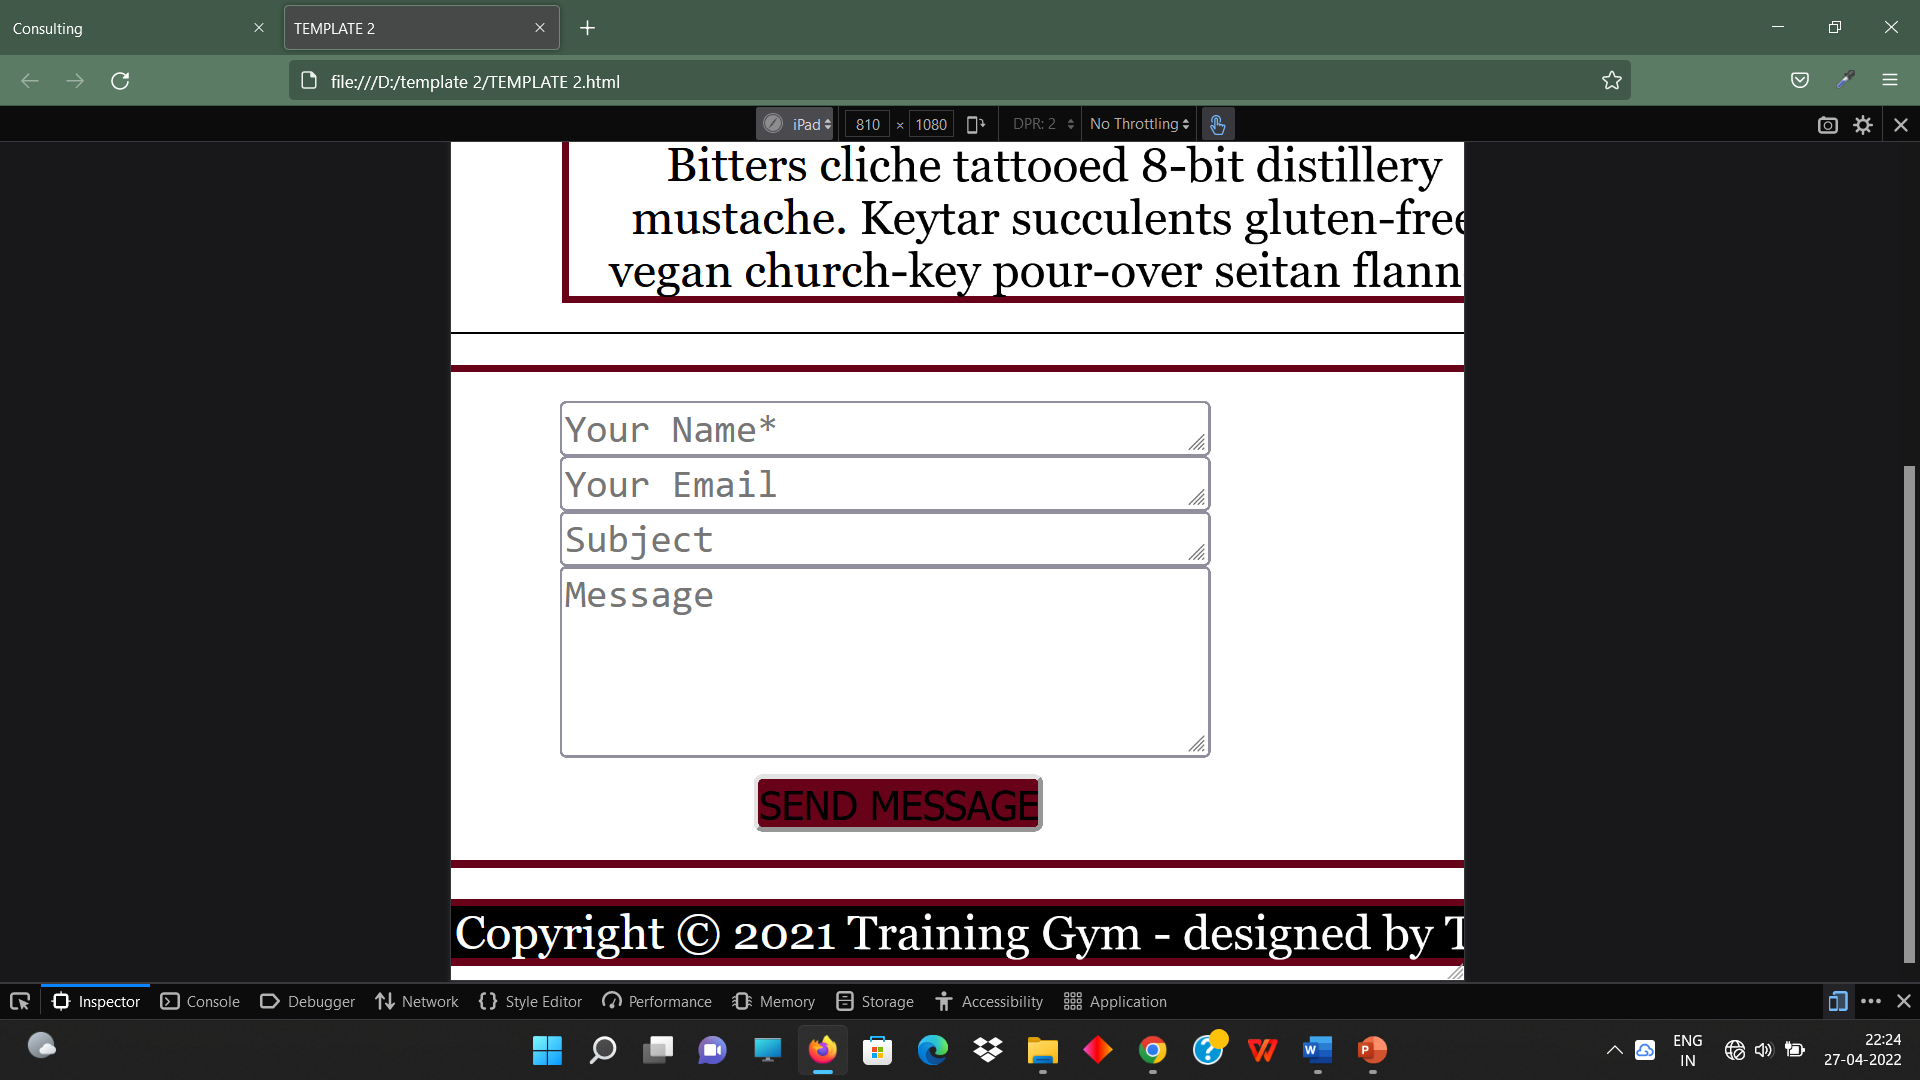 Consulting
TEMPLATE 2
file:///D:/template 2/TEMPLATE 2.html
iPad 810 × 1080 DPR: 2 No Throttling
Bitters cliche tattooed 8-bit distillery
mustache. Keytar succulents gluten-free
vegan church-key pour-over seitan flann
Your Name*
Your Email
Subject
Message
SEND MESSAGE
Copyright © 2021 Training Gym - designed by T
Inspector Console Debugger Network Style Editor Performance Memory Storage Accessibility Application
ENG
IN
22:24
27-04-2022